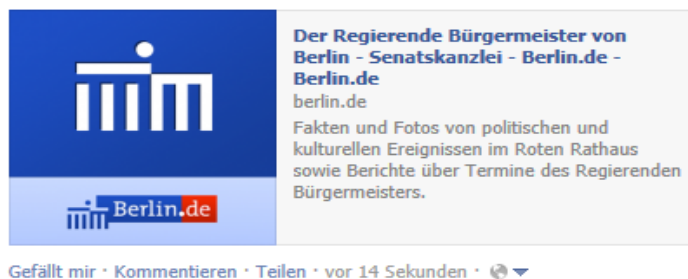 Der Regierende Bürgermeister von
Berlin - Senatskanzlei - Berlin.de -
Berlin.de
berlin.de
Fakten und Fotos von politischen und
kulturellen Ereignissen im Roten Rathaus
sowie Berichte über Termine des Regierenden
Bürgermeisters.
Berlin.de
Gefällt mir · Kommentieren · Teilen · vor 14 Sekunden ·